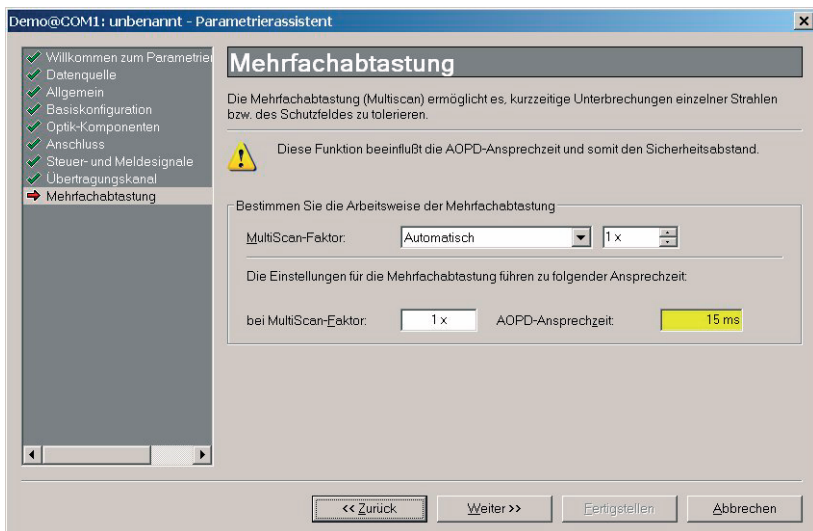 Demo@COM1: unbenannt - Parametrierassistent
Willkommen zum Parametrier
Datenquelle
Allgemein
Basiskonfiguration
Optik-Komponenten
Anschluss
Steuer- und Meldesignale
Übertragungskanal
Mehrfachabtastung
Mehrfachabtastung
Die Mehrfachabtastung (Multiscan) ermöglicht es, kurzzeitige Unterbrechungen einzelner Strahlen
bzw. des Schutzfeldes zu tolerieren.
Diese Funktion beeinflußt die AOPD-Ansprechzeit und somit den Sicherheitsabstand.
Bestimmen Sie die Arbeitsweise der Mehrfachabtastung
MultiScan-Faktor: Automatisch 1 x
Die Einstellungen für die Mehrfachabtastung führen zu folgender Ansprechzeit:
bei MultiScan-Faktor: 1 x AOPD-Ansprechzeit: 15 ms
<< Zurück Weiter >> Fertigstellen Abbrechen